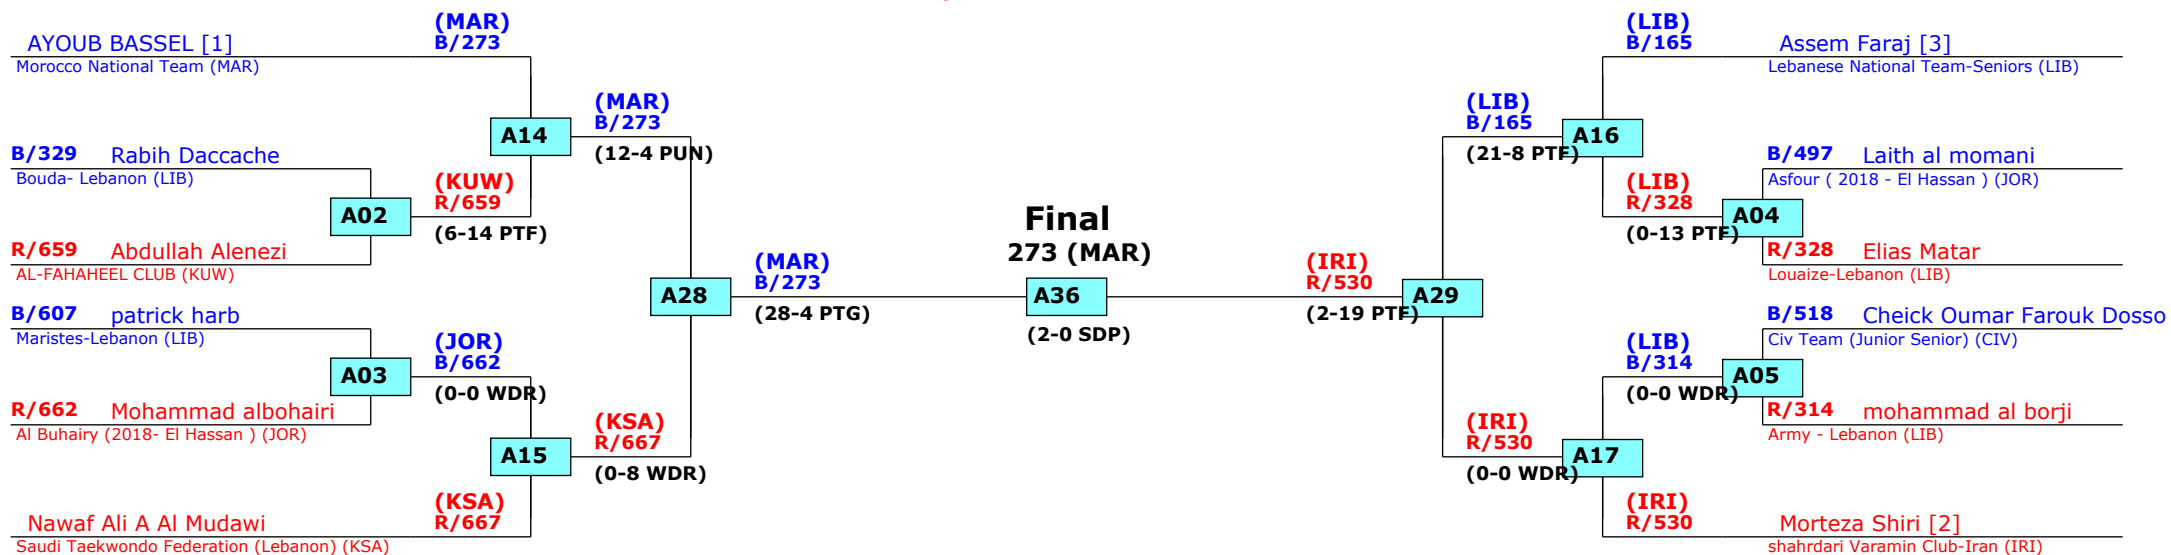 (MAR)
AYOUB BASSEL [1] B/273
Morocco National Team (MAR)
(MAR)
B/273
A14
(12-4 PUN)
B/329 Rabih Daccache
Bouda- Lebanon (LIB)
(KUW)
R/659
A02
(6-14 PTF)
R/659 Abdullah Alenezi
AL-FAHAHEEL CLUB (KUW)
(MAR)
B/273
A28
(28-4 PTG)
B/607 patrick harb
Maristes-Lebanon (LIB)
(JOR)
B/662
A03
(0-0 WDR)
R/662 Mohammad albohairi
Al Buhairy (2018- El Hassan ) (JOR)
(KSA)
R/667
A15
(0-8 WDR)
(KSA)
Nawaf Ali A Al Mudawi R/667
Saudi Taekwondo Federation (Lebanon) (KSA)
Final
273 (MAR)
A36
(2-0 SDP)
(LIB)
B/165 Assem Faraj [3]
Lebanese National Team-Seniors (LIB)
(LIB)
B/165
A16
(21-8 PTF)
B/497 Laith al momani
Asfour ( 2018 - El Hassan ) (JOR)
(LIB)
R/328
A04
(0-13 PTF)
R/328 Elias Matar
Louaize-Lebanon (LIB)
(IRI)
R/530
A29
(2-19 PTF)
B/518 Cheick Oumar Farouk Dosso
Civ Team (Junior Senior) (CIV)
(LIB)
B/314
A05
(0-0 WDR)
R/314 mohammad al borji
Army - Lebanon (LIB)
(IRI)
R/530
A17
(0-0 WDR)
(IRI)
R/530 Morteza Shiri [2]
shahrdari Varamin Club-Iran (IRI)